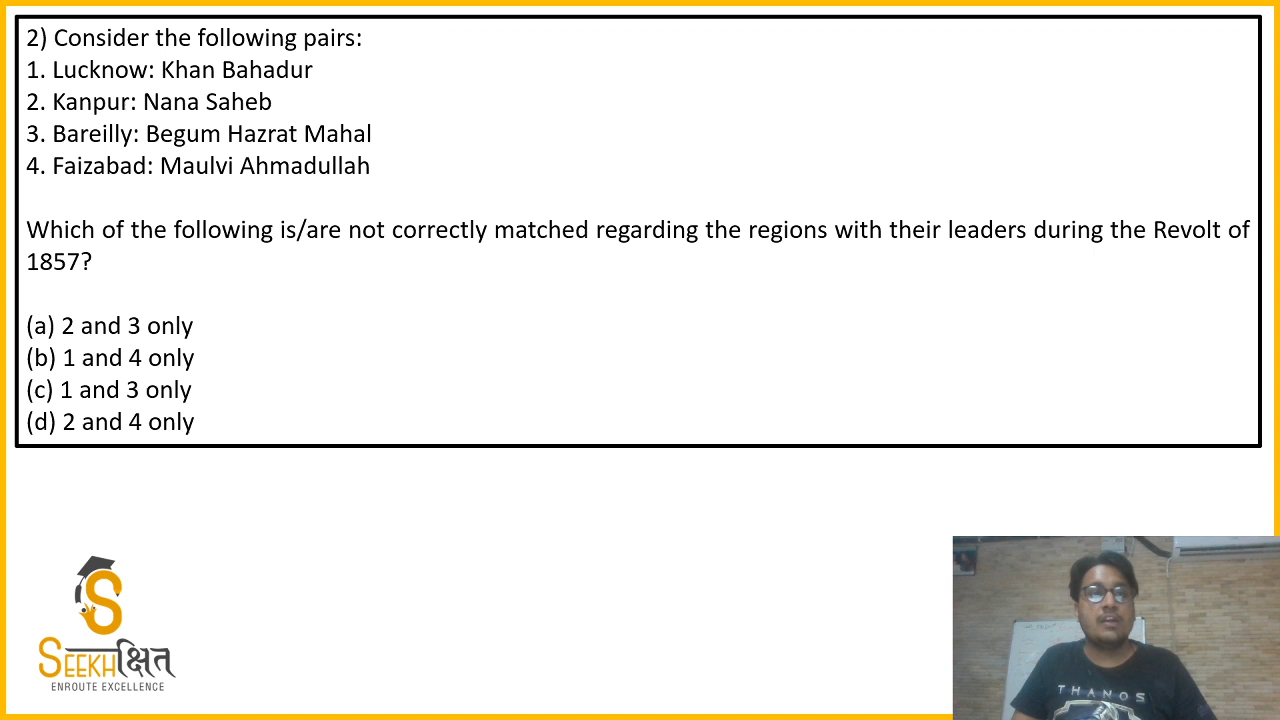 2) Consider the following pairs:
1. Lucknow: Khan Bahadur
2. Kanpur: Nana Saheb
3. Bareilly: Begum Hazrat Mahal
4. Faizabad: Maulvi Ahmadullah
Which of the following is/are not correctly matched regarding the regions with their leaders during the Revolt of
1857?
(a) 2 and 3 only
(b) 1 and 4 only
(c) 1 and 3 only
(d) 2 and 4 only
S
SEEKHक्षित
ENROUTE EXCELLENCE
THANOS